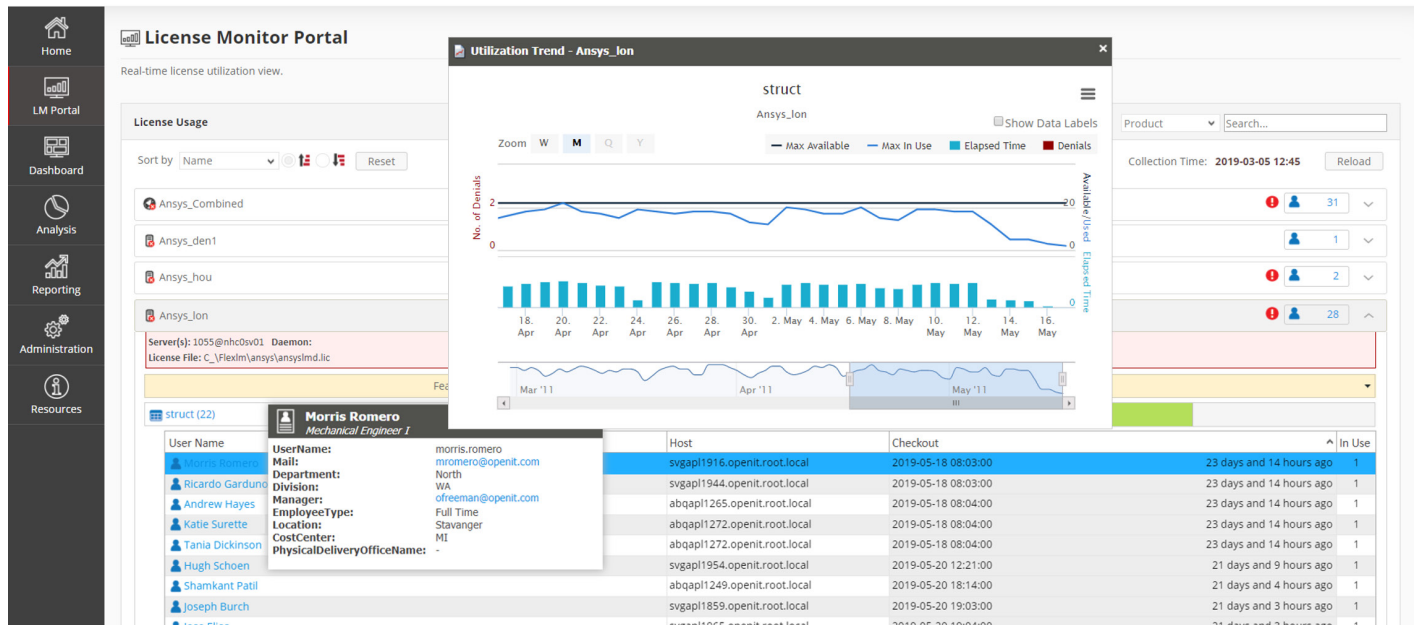 Home
LM Portal
Dashboard
Analysis
Reporting
Administration
Resources
License Monitor Portal
Real-time license utilization view.
License Usage
Product Search...
Sort by Name Reset
Collection Time: 2019-03-05 12:45 Reload
Ansys_Combined 31
Ansys_den1 1
Ansys_hou 2
Ansys_lon 28
Server(s): 1055@nhc0sv01 Daemon:
License File: C_\Flexlm\ansys\ansyslmd.lic
Fea
struct (22)
Utilization Trend - Ansys_lon ×
struct
Ansys_lon
Show Data Labels
Zoom W M Q Y
Max Available Max In Use Elapsed Time Denials
No. of Denials
2
0
Available/Used
20
0
Elapsed Time
0
18. Apr 20. Apr 22. Apr 24. Apr 26. Apr 28. Apr 30. Apr 2. May 4. May 6. May 8. May 10. May 12. May 14. May 16. May
Mar '11 Apr '11 May '11
User Name Host Checkout In Use
Morris Romero svgapl1916.openit.root.local 2019-05-18 08:03:00 23 days and 14 hours ago 1
Ricardo Garduno svgapl1944.openit.root.local 2019-05-18 08:03:00 23 days and 14 hours ago 1
Andrew Hayes abqapl1265.openit.root.local 2019-05-18 08:04:00 23 days and 14 hours ago 1
Katie Surette abqapl1272.openit.root.local 2019-05-18 08:04:00 23 days and 14 hours ago 1
Tania Dickinson abqapl1272.openit.root.local 2019-05-18 08:04:00 23 days and 14 hours ago 1
Hugh Schoen svgapl1954.openit.root.local 2019-05-20 12:21:00 21 days and 9 hours ago 1
Shamkant Patil abqapl1249.openit.root.local 2019-05-20 18:14:00 21 days and 4 hours ago 1
Joseph Burch svgapl1859.openit.root.local 2019-05-20 19:03:00 21 days and 3 hours ago 1
Morris Romero
Mechanical Engineer I
UserName: morris.romero
Mail: mromero@openit.com
Department: North
Division: WA
Manager: ofreeman@openit.com
EmployeeType: Full Time
Location: Stavanger
CostCenter: MI
PhysicalDeliveryOfficeName: -